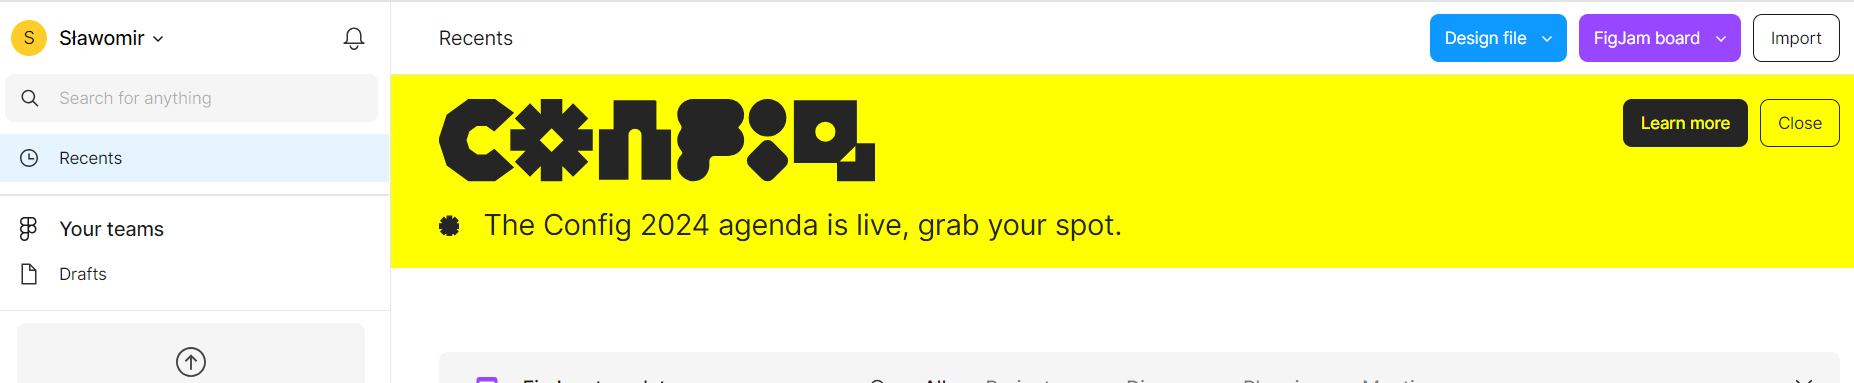 S Sławomir
Search for anything
Recents
Your teams
Drafts
Recents
Design file
FigJam board
Import
Config
Learn more
Close
The Config 2024 agenda is live, grab your spot.
All